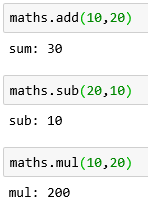 maths.add(10,20)
sum: 30
maths.sub(20,10)
sub: 10
maths.mul(10,20)
mul: 200